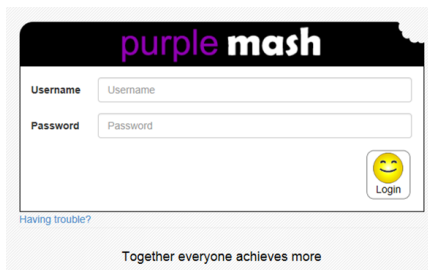 purple mash
Username Username
Password Password
Login
Having trouble?
Together everyone achieves more